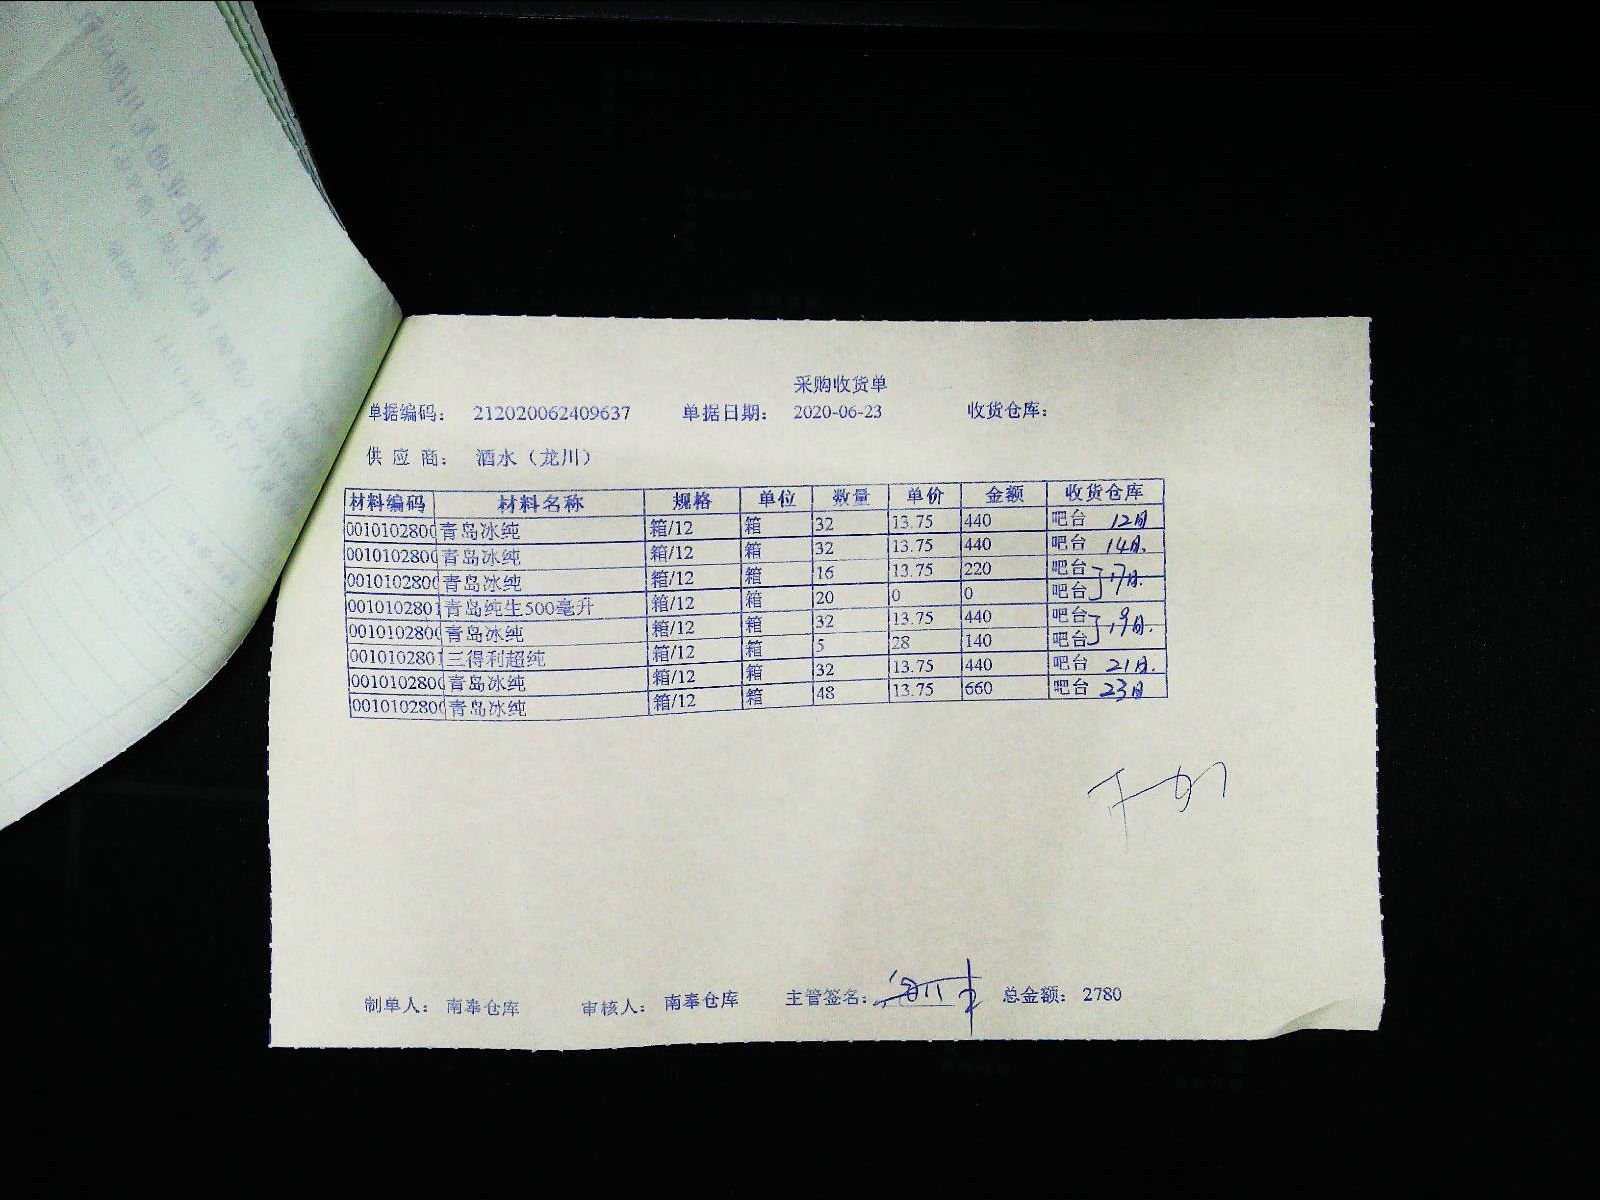 采购收货单
单据编码： 212020062409637 单据日期： 2020-06-23 收货仓库：
供 应 商： 酒水（龙川）
材料编码 材料名称 规格 单位 数量 单价 金额 收货仓库
0010102800 青岛冰纯 箱/12 箱 32 13.75 440 吧台 12日
0010102800 青岛冰纯 箱/12 箱 32 13.75 440 吧台 14日.
0010102800 青岛冰纯 箱/12 箱 16 13.75 220 吧台 17日.
0010102801 青岛纯生500毫升 箱/12 箱 20 0 0 吧台
0010102800 青岛冰纯 箱/12 箱 32 13.75 440 吧台 19日.
0010102801 三得利超纯 箱/12 箱 5 28 140 吧台
0010102800 青岛冰纯 箱/12 箱 32 13.75 440 吧台 21日.
0010102800 青岛冰纯 箱/12 箱 48 13.75 660 吧台 23日
制单人： 南奉仓库 审核人： 南奉仓库 主管签名： 总金额： 2780